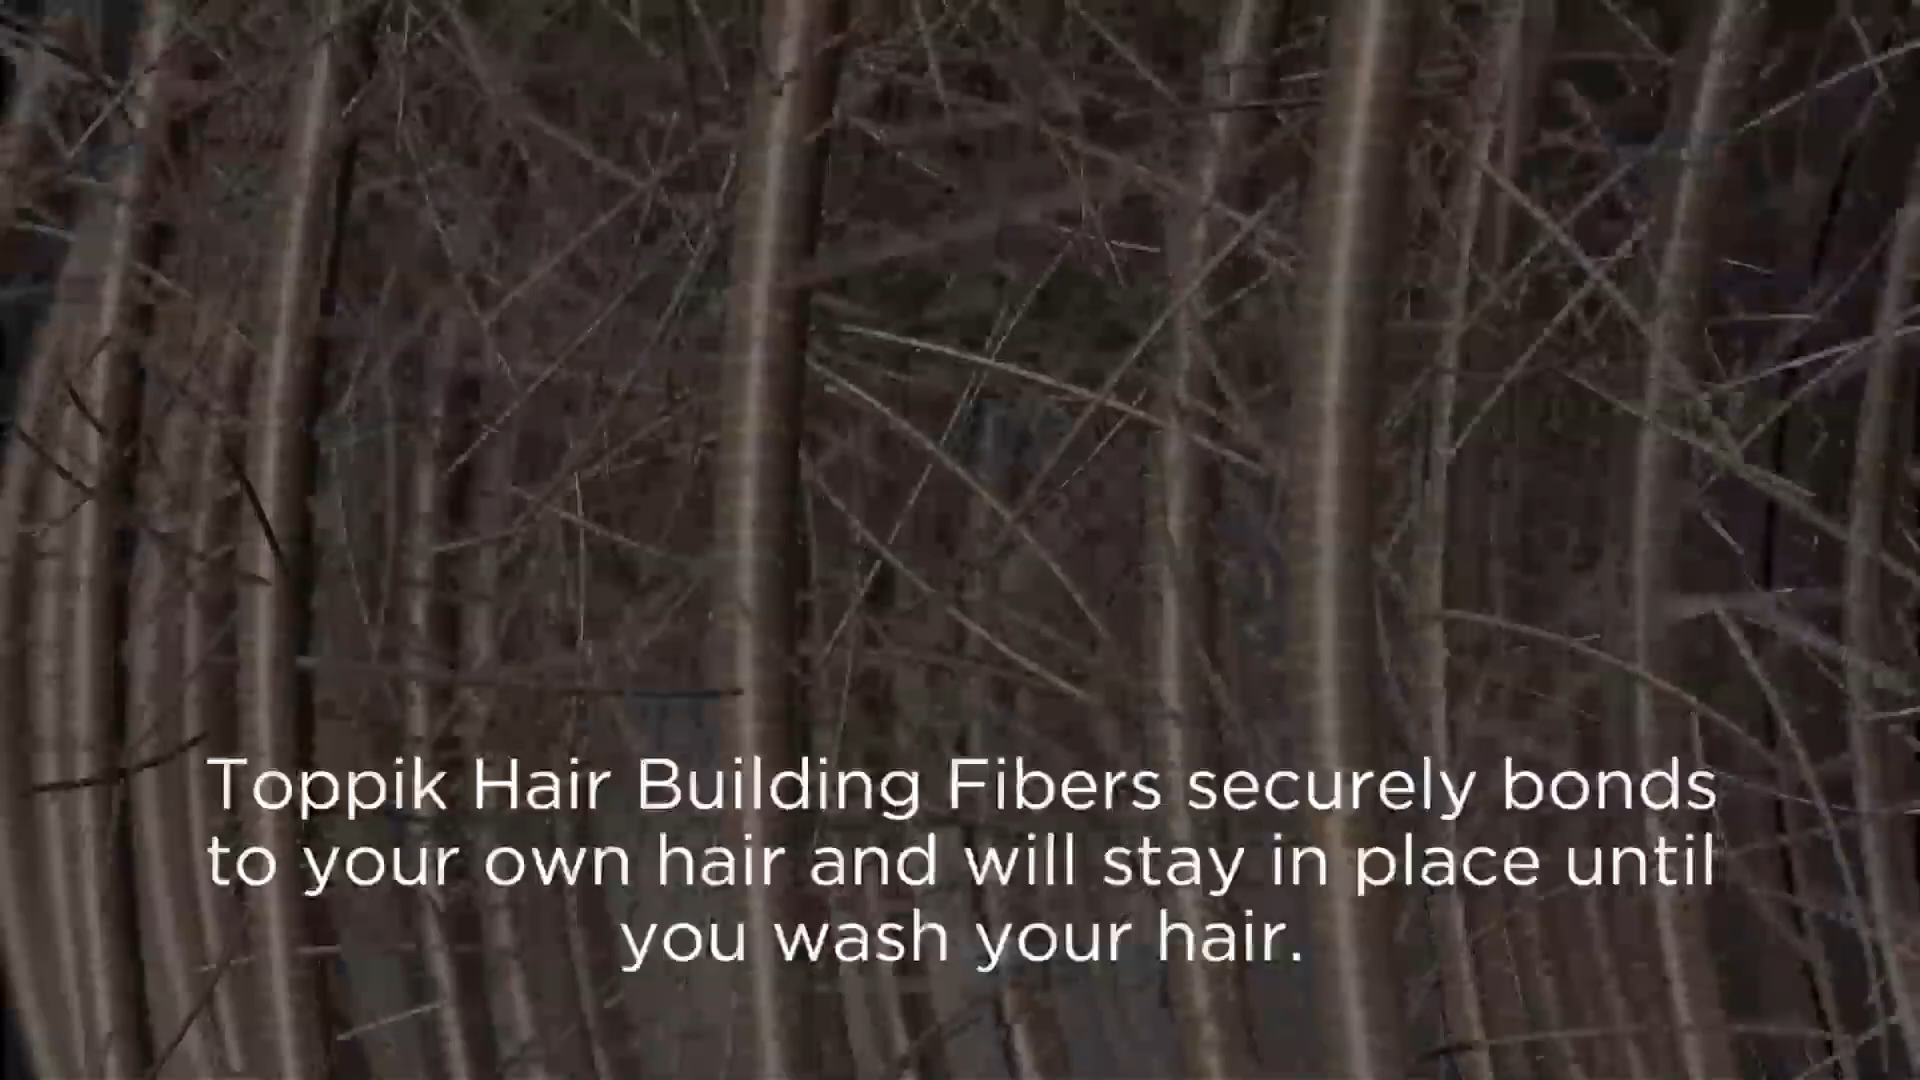 Toppik Hair Building Fibers securely bonds
to your own hair and will stay in place until
you wash your hair.